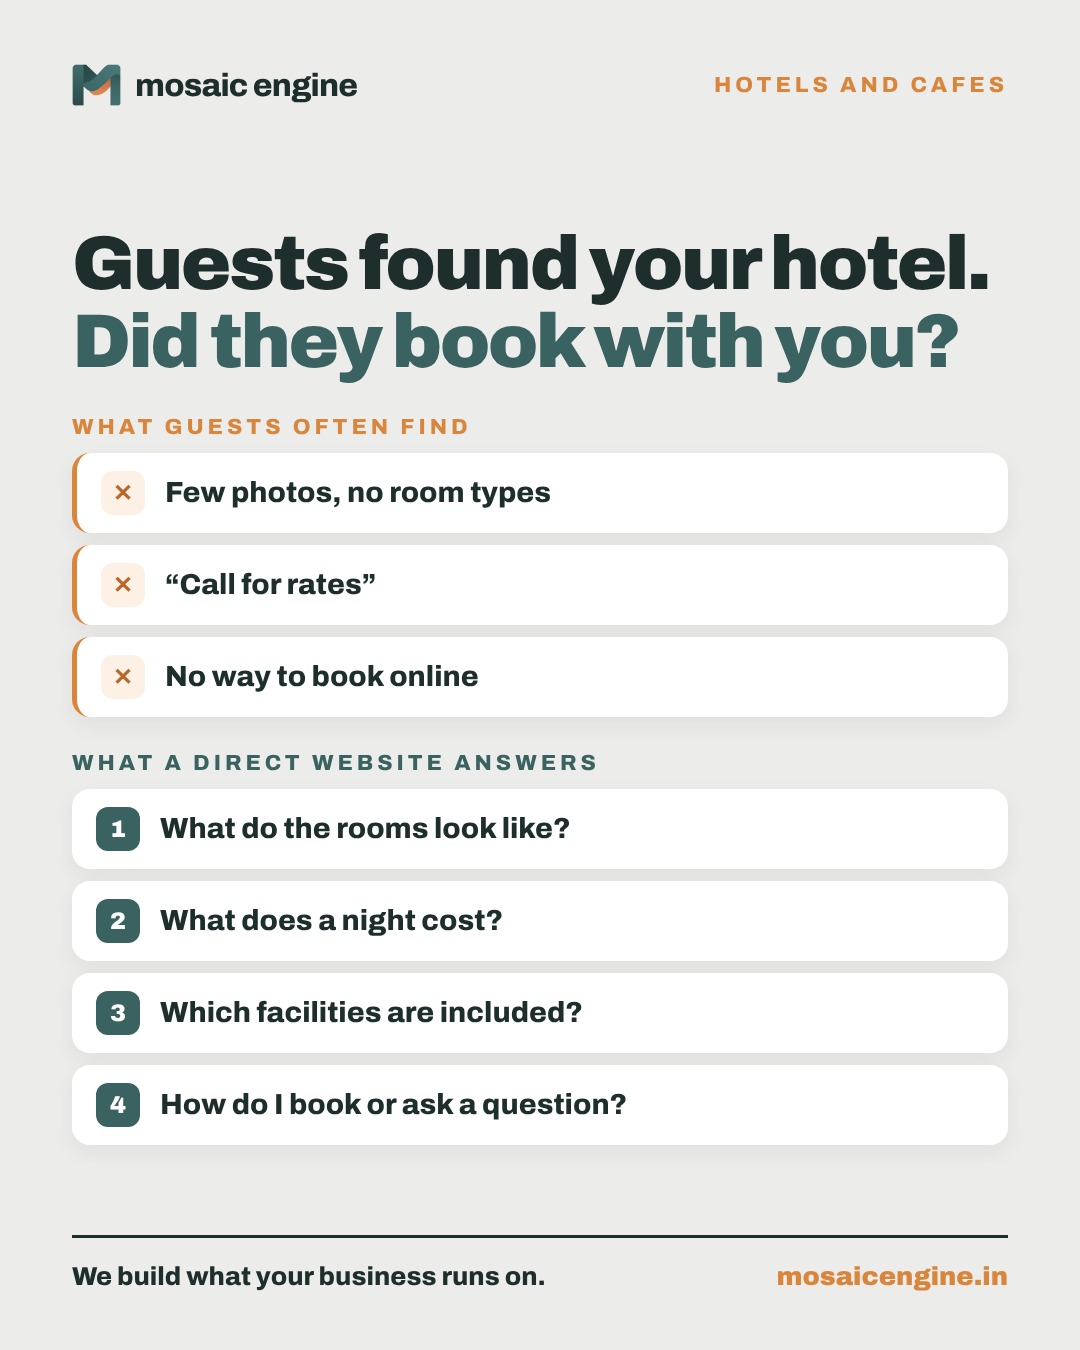 mosaic engine
HOTELS AND CAFES
Guests found your hotel.
Did they book with you?
WHAT GUESTS OFTEN FIND
✕ Few photos, no room types
✕ “Call for rates”
✕ No way to book online
WHAT A DIRECT WEBSITE ANSWERS
1 What do the rooms look like?
2 What does a night cost?
3 Which facilities are included?
4 How do I book or ask a question?
We build what your business runs on.
mosaicengine.in